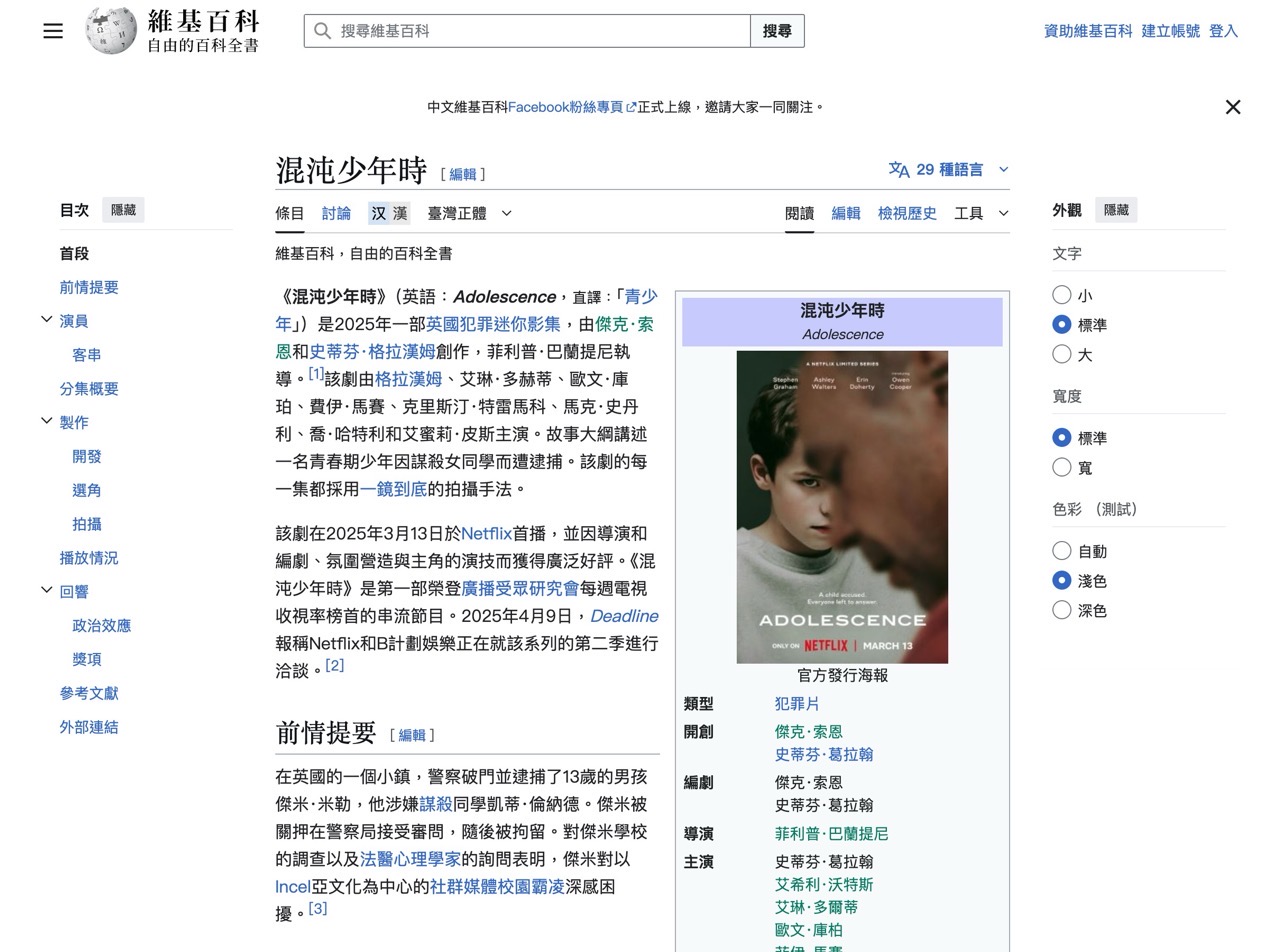 維基百科
自由的百科全書
搜尋維基百科
搜尋
資助維基百科 建立帳號 登入
中文維基百科Facebook粉絲專頁正式上線，邀請大家一同關注。
混沌少年時 [編輯]
29 種語言
目次 隱藏
首段
前情提要
演員
客串
分集概要
製作
開發
選角
拍攝
播放情況
回響
政治效應
獎項
參考文獻
外部連結
條目 討論 汉 漢 臺灣正體
閱讀 編輯 檢視歷史 工具
維基百科，自由的百科全書
《混沌少年時》（英語：Adolescence，直譯：「青少
年」）是2025年一部英國犯罪迷你影集，由傑克·索
恩和史蒂芬·格拉漢姆創作，菲利普·巴蘭提尼執
導。[1]該劇由格拉漢姆、艾琳·多赫蒂、歐文·庫
珀、費伊·馬賽、克里斯汀·特雷馬科、馬克·史丹
利、喬·哈特利和艾蜜莉·皮斯主演。故事大綱講述
一名青春期少年因謀殺女同學而遭逮捕。該劇的每
一集都採用一鏡到底的拍攝手法。
該劇在2025年3月13日於Netflix首播，並因導演和
編劇、氛圍營造與主角的演技而獲得廣泛好評。《混
沌少年時》是第一部榮登廣播受眾研究會每週電視
收視率榜首的串流節目。2025年4月9日，Deadline
報稱Netflix和B計劃娛樂正在就該系列的第二季進行
洽談。[2]
前情提要 [編輯]
在英國的一個小鎮，警察破門並逮捕了13歲的男孩
傑米·米勒，他涉嫌謀殺同學凱蒂·倫納德。傑米被
關押在警察局接受審問，隨後被拘留。對傑米學校
的調查以及法醫心理學家的詢問表明，傑米對以
Incel亞文化為中心的社群媒體校園霸凌深感困
擾。[3]
混沌少年時
Adolescence
A NETFLIX LIMITED SERIES
Stephen Graham Ashley Walters Erin Doherty Introducing Owen Cooper
A child accused.
Everyone left to answer.
ADOLESCENCE
ONLY ON NETFLIX | MARCH 13
官方發行海報
類型 犯罪片
開創 傑克·索恩
史蒂芬·葛拉翰
編劇 傑克·索恩
史蒂芬·葛拉翰
導演 菲利普·巴蘭提尼
主演 史蒂芬·葛拉翰
艾希利·沃特斯
艾琳·多爾蒂
歐文·庫柏
外觀 隱藏
文字
小
標準
大
寬度
標準
寬
色彩 （測試）
自動
淺色
深色